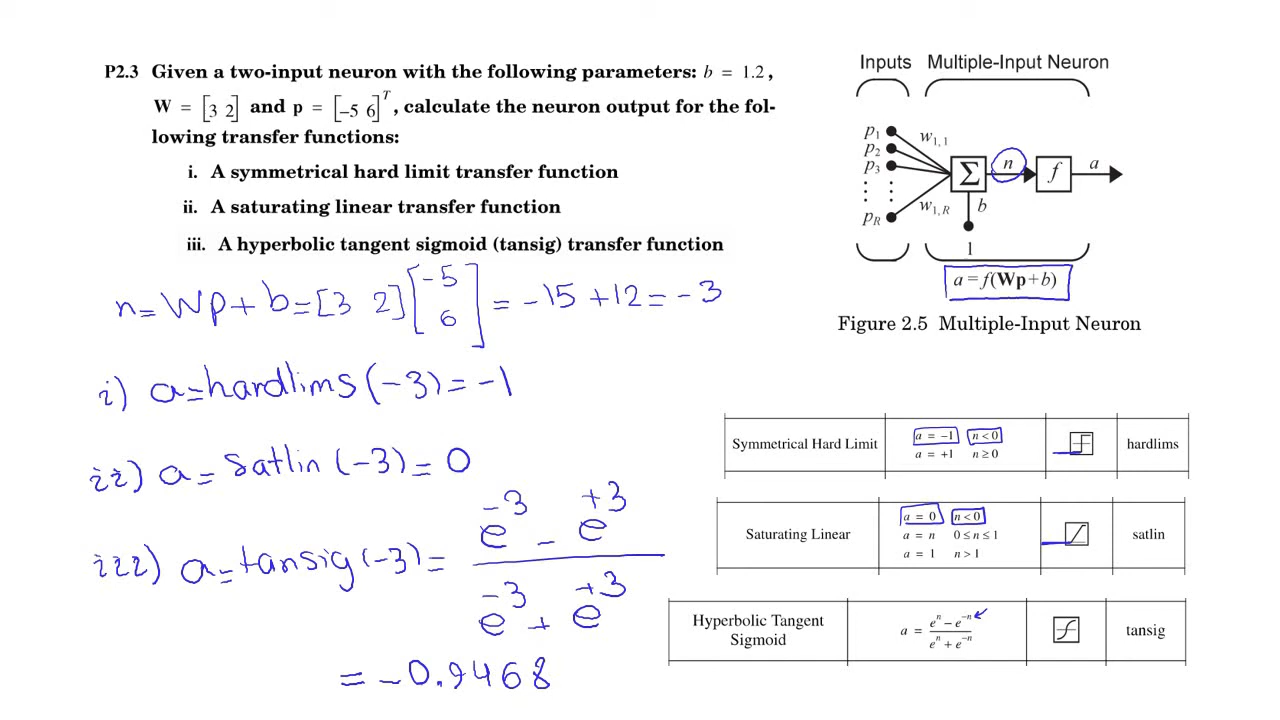 P2.3 Given a two-input neuron with the following parameters: b = 1.2,
W = [3 2] and p = [-5 6]^T, calculate the neuron output for the fol-
lowing transfer functions:
i. A symmetrical hard limit transfer function
ii. A saturating linear transfer function
iii. A hyperbolic tangent sigmoid (tansig) transfer function
n = Wp + b = [3 2] [-5 6] = -15 + 12 = -3
i) a = hardlims (-3) = -1
ii) a = satlin (-3) = 0
iii) a = tansig (-3) = (e^-3 - e^+3) / (e^-3 + e^+3)
= -0.9468
Inputs Multiple-Input Neuron
p1
p2
p3
pR
w1,1
w1,R
Σ
n
f
a
b
1
a = f(Wp + b)
Figure 2.5 Multiple-Input Neuron
Symmetrical Hard Limit
a = -1 n < 0
a = +1 n ≥ 0
hardlims
Saturating Linear
a = 0 n < 0
a = n 0 ≤ n ≤ 1
a = 1 n > 1
satlin
Hyperbolic Tangent
Sigmoid
a = (e^n - e^-n) / (e^n + e^-n)
tansig